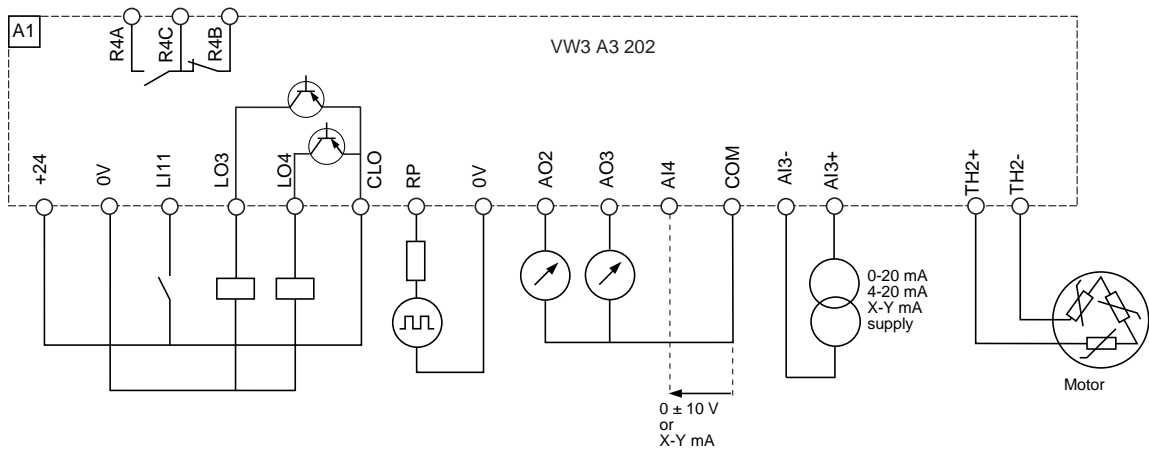 A1
R4A
R4C
R4B
VW3 A3 202
+24
0V
LI11
LO3
LO4
CLO
RP
0V
AO2
AO3
AI4
COM
AI3-
AI3+
TH2+
TH2-
0-20 mA
4-20 mA
X-Y mA
supply
Motor
0 ± 10 V
or
X-Y mA